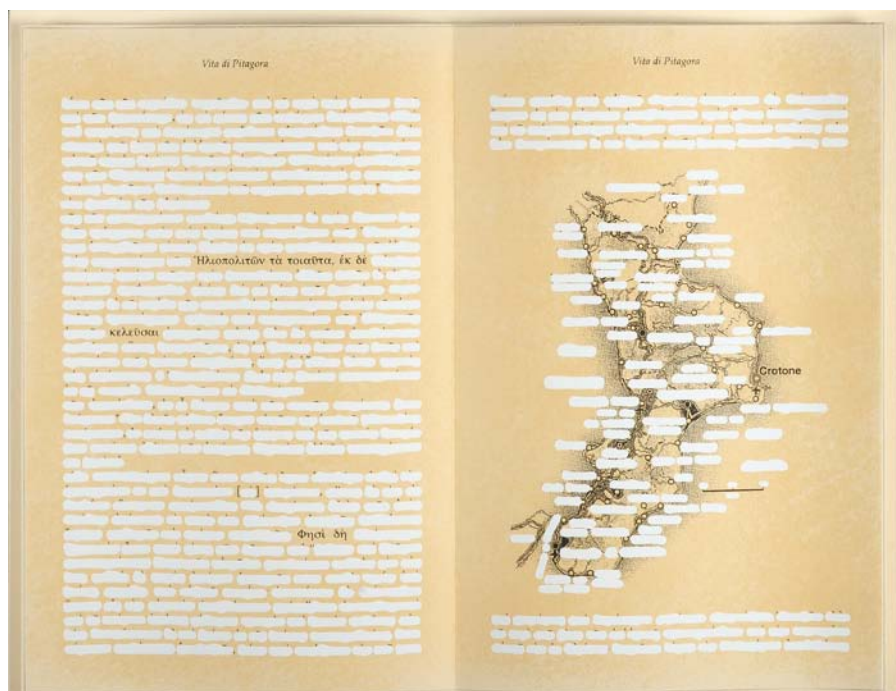 Vita di Pitagora
Ἡλιοπολιτῶν τὰ τοιαῦτα, ἐκ δὲ
κελεῦσαι
[ ]
Φησὶ δὴ
Vita di Pitagora
Crotone